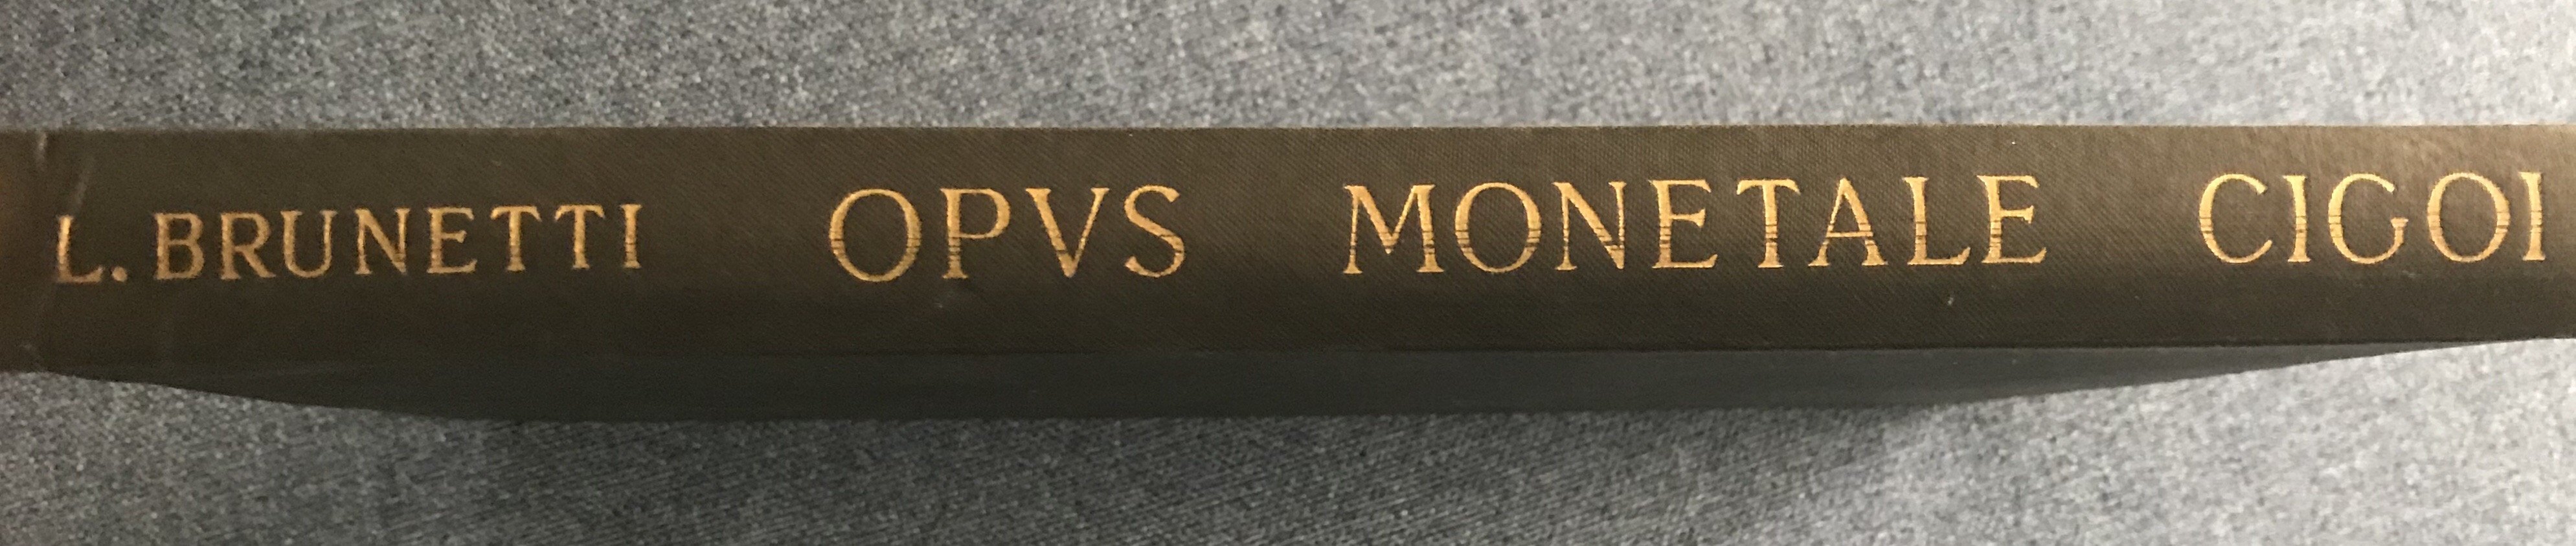 L. BRUNETTI OPVS MONETALE CIGOI